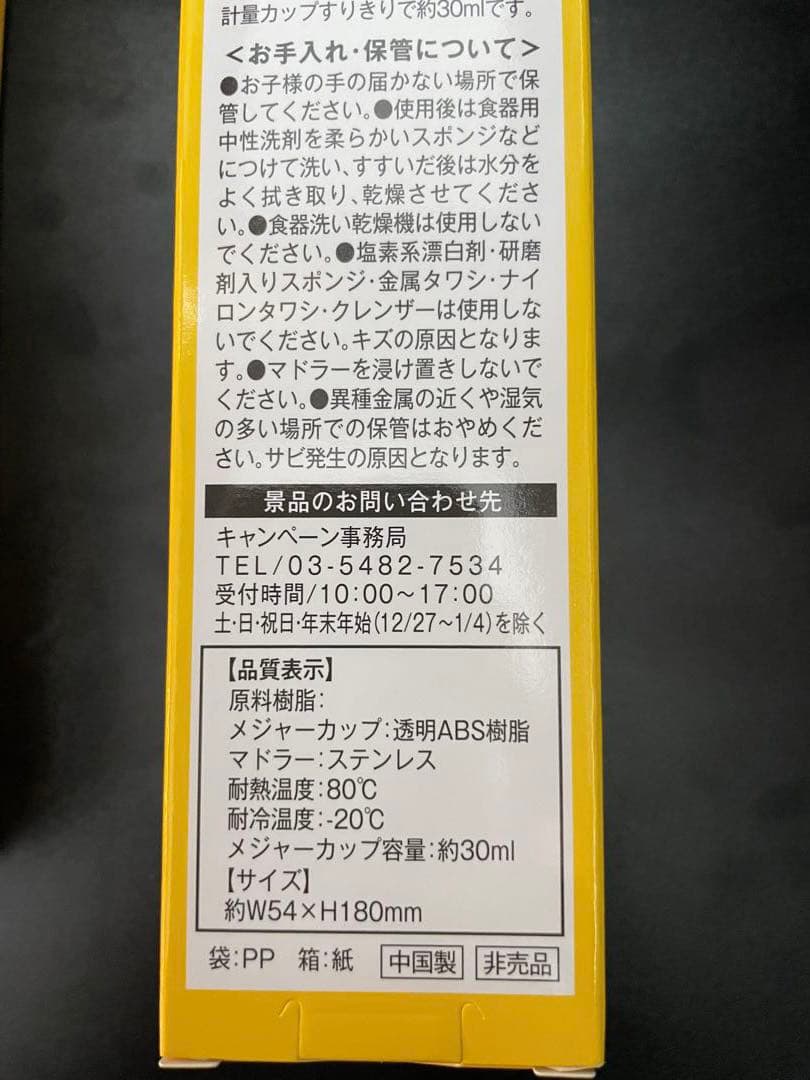 計量カップすりきりで約30mlです。
＜お手入れ・保管について＞
●お子様の手の届かない場所で保
管してください。●使用後は食器用
中性洗剤を柔らかいスポンジなど
につけて洗い、すすいだ後は水分を
よく拭き取り、乾燥させてくださ
い。●食器洗い乾燥機は使用しない
でください。●塩素系漂白剤・研磨
剤入りスポンジ・金属タワシ・ナイ
ロンタワシ・クレンザーは使用しな
いでください。キズの原因となりま
す。●マドラーを浸け置きしないで
ください。●異種金属の近くや湿気
の多い場所での保管はおやめくだ
さい。サビ発生の原因となります。
景品のお問い合わせ先
キャンペーン事務局
TEL/03-5482-7534
受付時間/10:00〜17:00
土・日・祝日・年末年始(12/27〜1/4)を除く
【品質表示】
原料樹脂：
メジャーカップ：透明ABS樹脂
マドラー：ステンレス
耐熱温度：80℃
耐冷温度：-20℃
メジャーカップ容量：約30ml
【サイズ】
約W54×H180mm
袋：PP 箱：紙 中国製 非売品